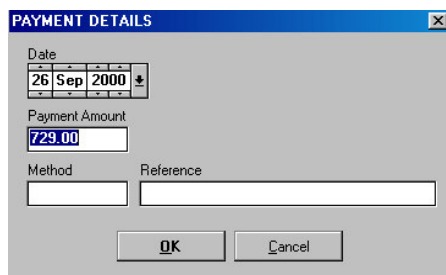 PAYMENT DETAILS
Date
26 Sep 2000
Payment Amount
729.00
Method Reference
OK Cancel